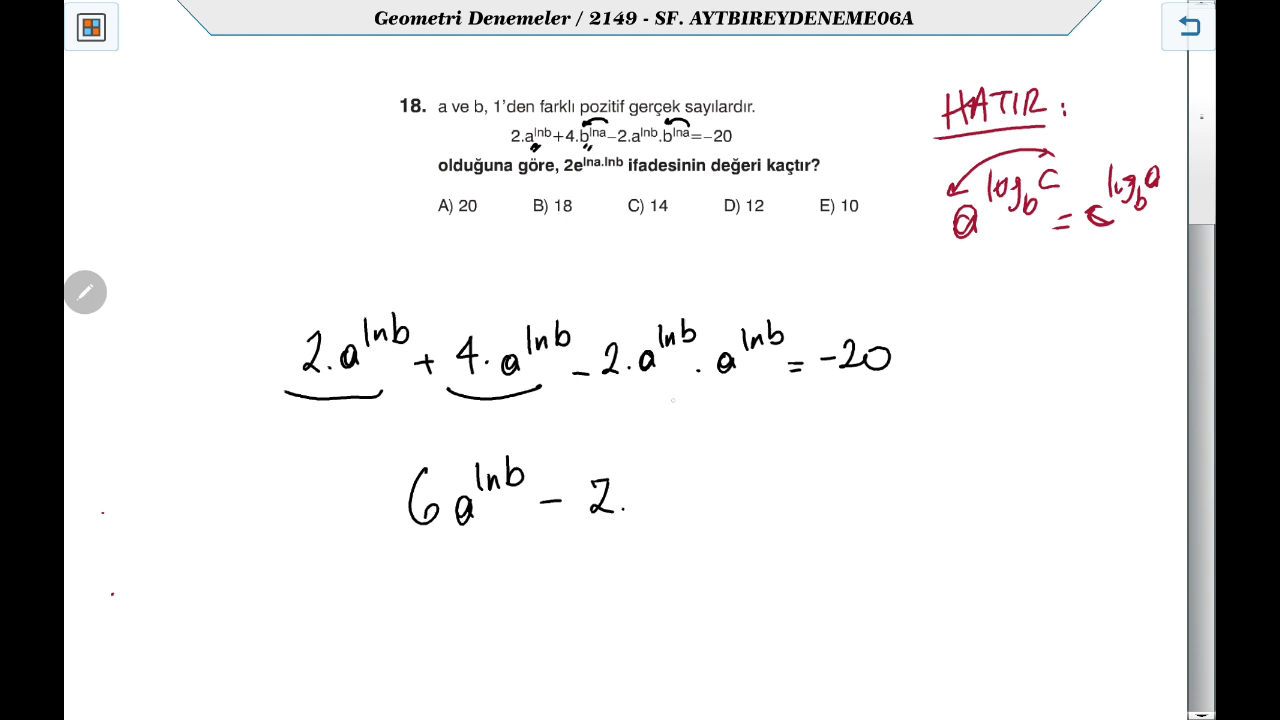 Geometri Denemeler / 2149 - SF. AYTBIREYDENEME06A
18. a ve b, 1'den farklı pozitif gerçek sayılardır.
2.a^lnb+4.b^lna−2.a^lnb.b^lna=−20
olduğuna göre, 2e^lna.lnb ifadesinin değeri kaçtır?
A) 20 B) 18 C) 14 D) 12 E) 10
HATIR :
a^log_b c = c^log_b a
2.a^lnb + 4.a^lnb − 2.a^lnb . a^lnb = −20
6a^lnb − 2.